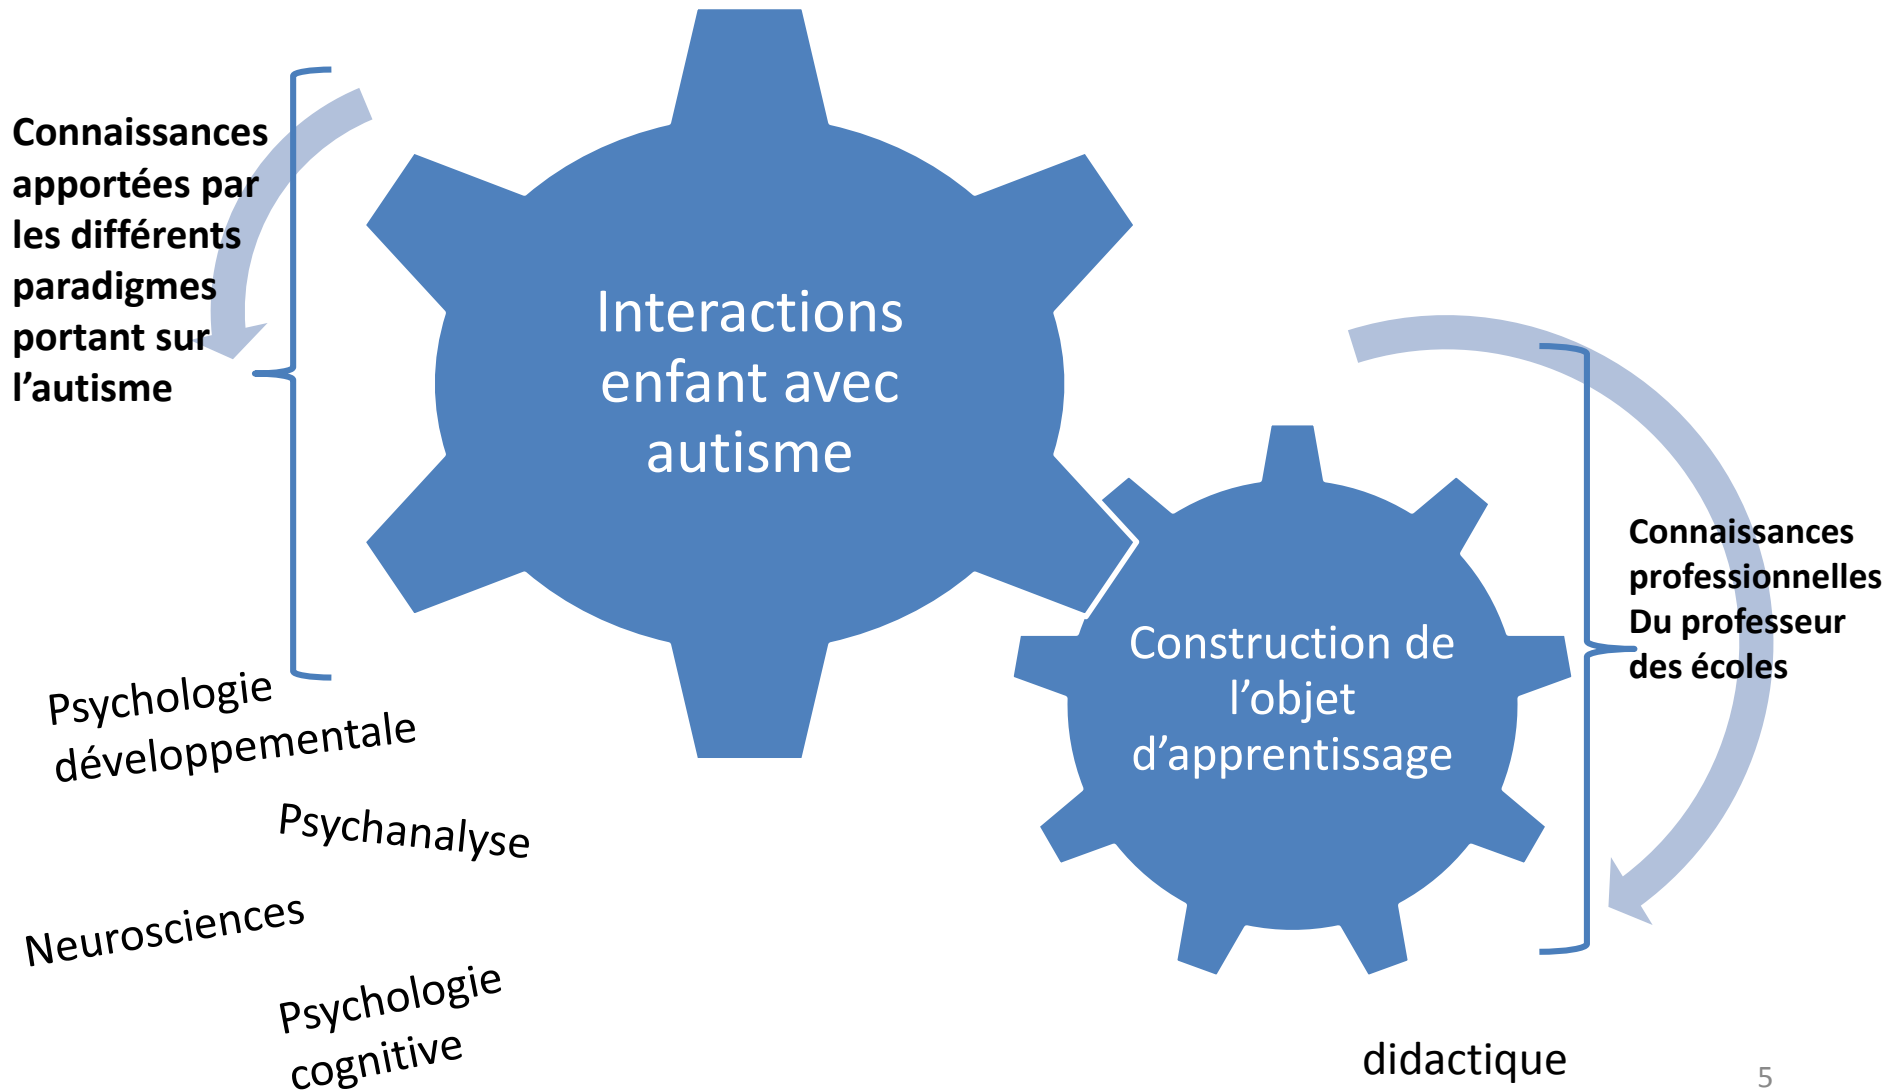 Connaissances
apportées par
les différents
paradigmes
portant sur
l’autisme
Interactions
enfant avec
autisme
Construction de
l’objet
d’apprentissage
Connaissances
professionnelles
Du professeur
des écoles
Psychologie
développementale
Psychanalyse
Neurosciences
Psychologie
cognitive
didactique
5